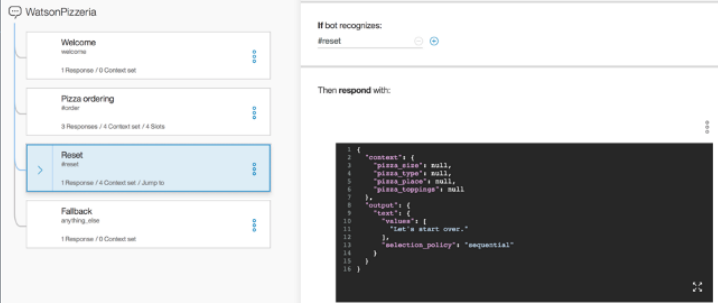 WatsonPizzeria
Welcome
welcome
1 Response / 0 Context set
Pizza ordering
#order
3 Responses / 4 Context set / 4 Slots
Reset
#reset
1 Response / 4 Context set / Jump to
Fallback
anything_else
1 Response / 0 Context set
If bot recognizes:
#reset
Then respond with:
1 {
2 "context": {
3 "pizza_size": null,
4 "pizza_type": null,
5 "pizza_place": null,
6 "pizza_toppings": null
7 },
8 "output": {
9 "text": {
10 "values": [
11 "Let's start over."
12 ],
13 "selection_policy": "sequential"
14 }
15 }
16 }